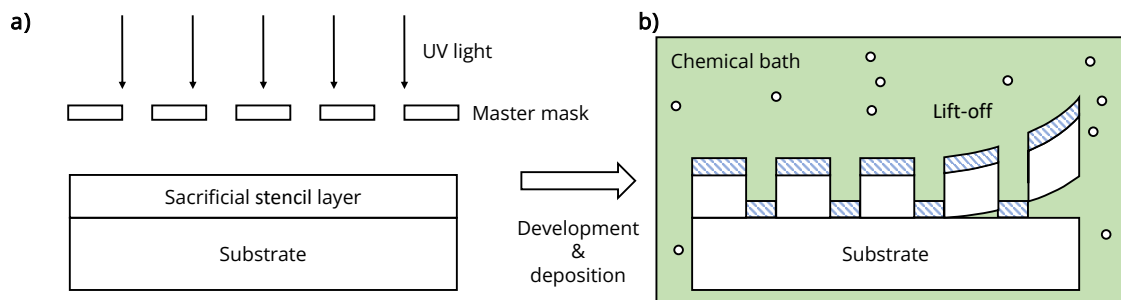 a)
UV light
Master mask
Sacrificial stencil layer
Substrate
Development
&
deposition
b)
Chemical bath
Lift-off
Substrate